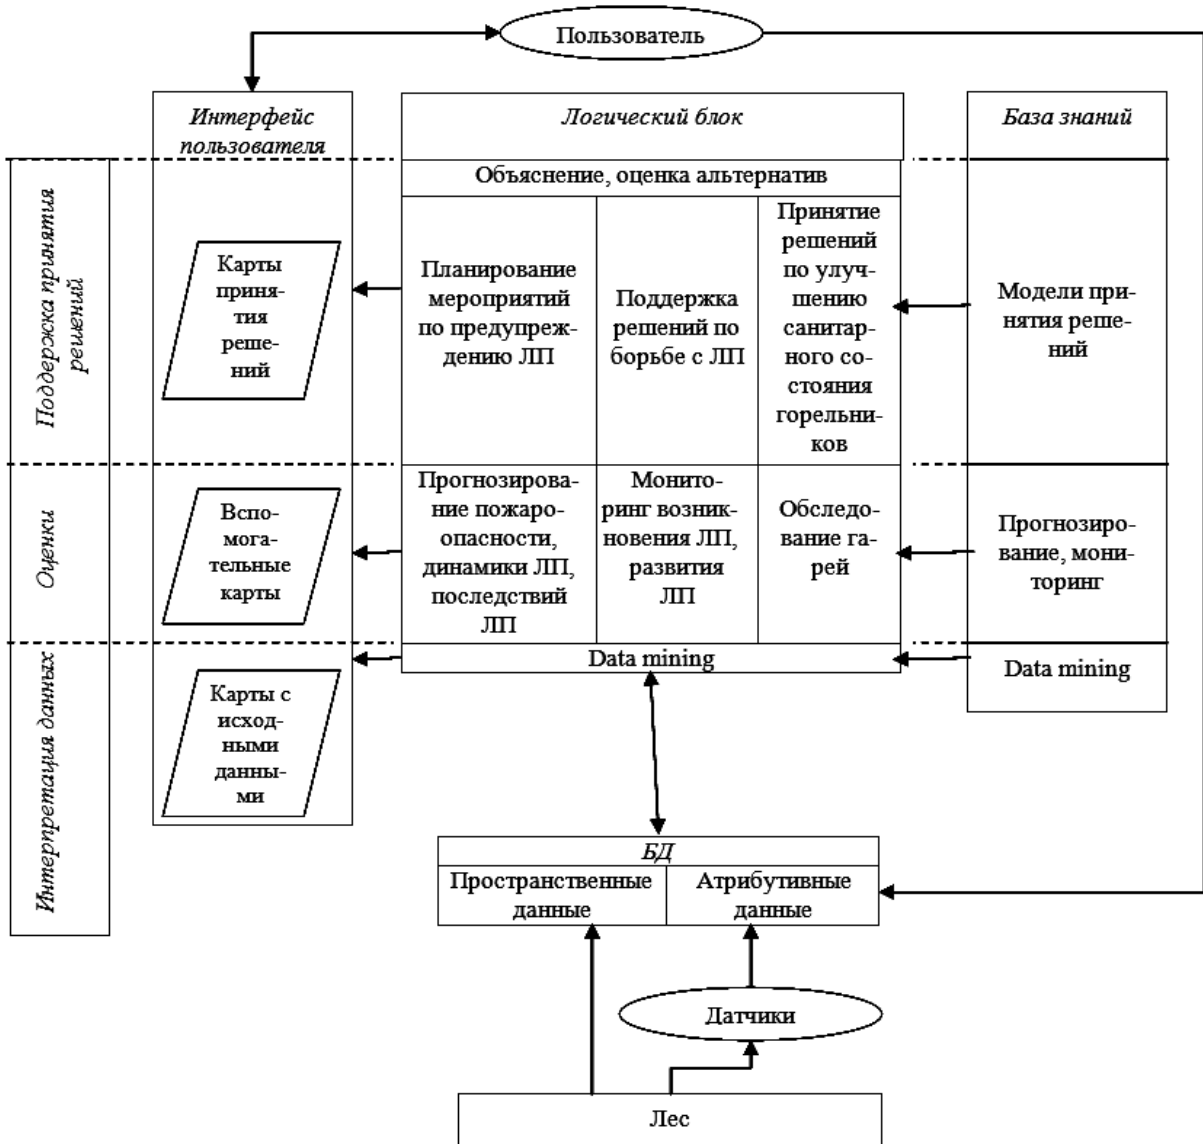 Пользователь
Интерфейс
пользователя
Логический блок
База знаний
Поддержка принятия
решений
Объяснение, оценка альтернатив
Карты
приня-
тия
реше-
ний
Планирование
мероприятий
по предупреж-
дению ЛП
Поддержка
решений по
борьбе с ЛП
Принятие
решений
по улуч-
шению
санитар-
ного со-
стояния
горельни-
ков
Модели при-
нятия реше-
ний
Оценки
Вспо-
мога-
тельные
карты
Прогнозирова-
ние пожаро-
опасности,
динамики ЛП,
последствий
ЛП
Монито-
ринг возник-
новения ЛП,
развития
ЛП
Обследо-
вание га-
рей
Прогнозиро-
вание, мони-
торинг
Интерпретация данных
Карты с
исход-
ными
данны-
ми
Data mining
Data mining
БД
Пространственные
данные
Атрибутивные
данные
Датчики
Лес